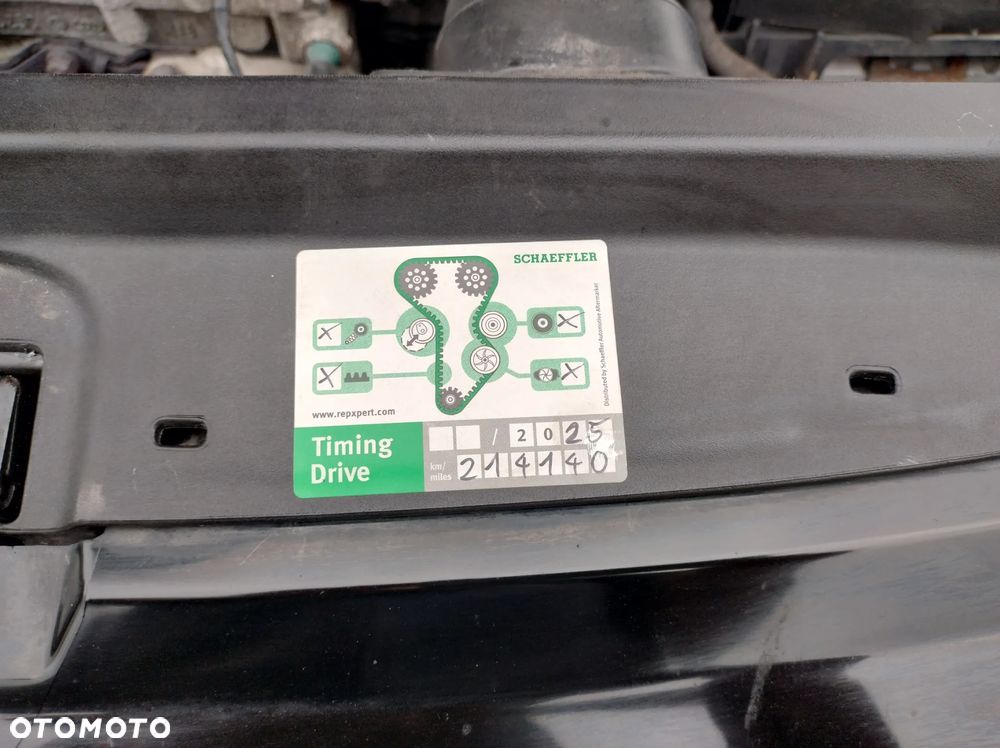 SCHAEFFLER
X
X
X
X
Distributed by Schaeffler Automotive Aftermarket
www.repxpert.com
Timing
Drive
/ 2025
km/
miles
214140
OTOMOTO